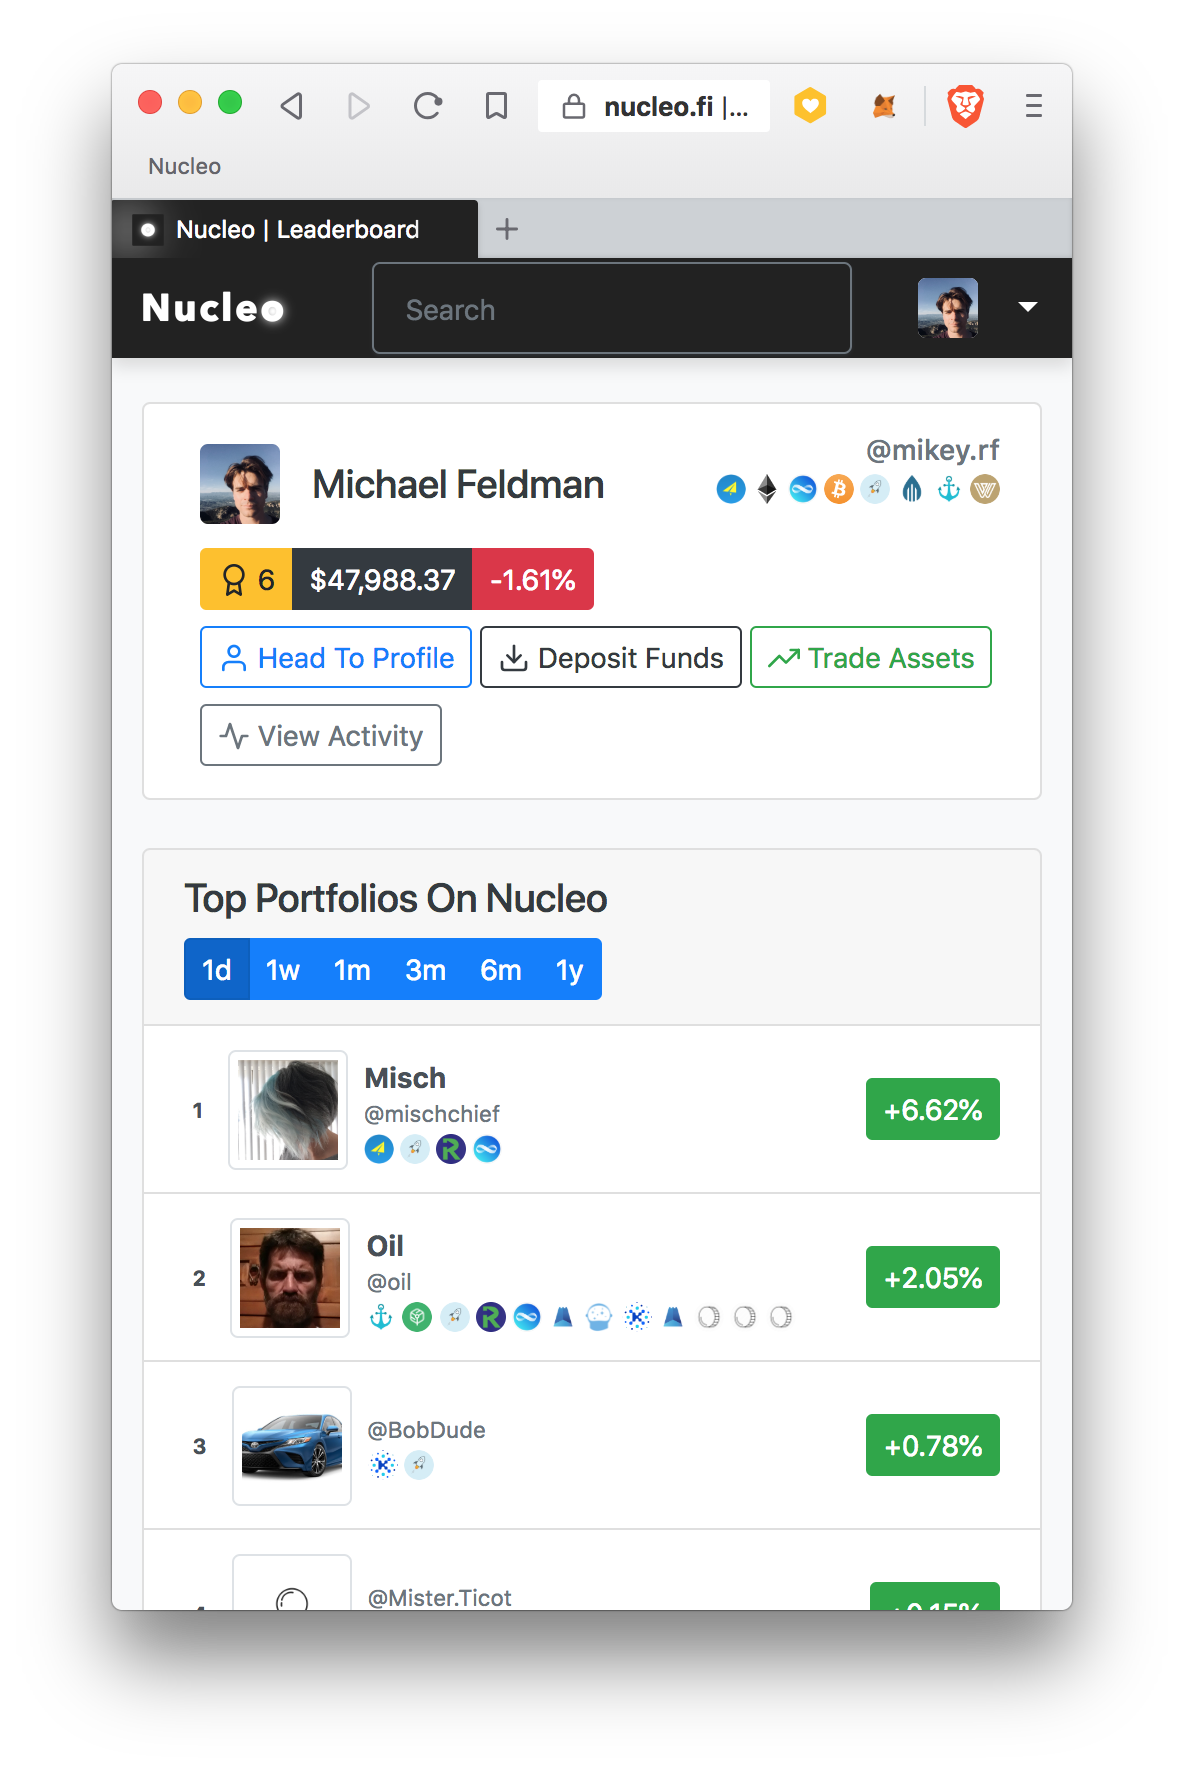 nucleo.fi |...
Nucleo
Nucleo | Leaderboard
Nucleo
Search
@mikey.rf
Michael Feldman
6 $47,988.37 -1.61%
Head To Profile Deposit Funds Trade Assets
View Activity
Top Portfolios On Nucleo
1d 1w 1m 3m 6m 1y
Misch
1 +6.62%
@mischchief
Oil
2 +2.05%
@oil
@BobDude
3 +0.78%
@Mister.Ticot
+0.15%